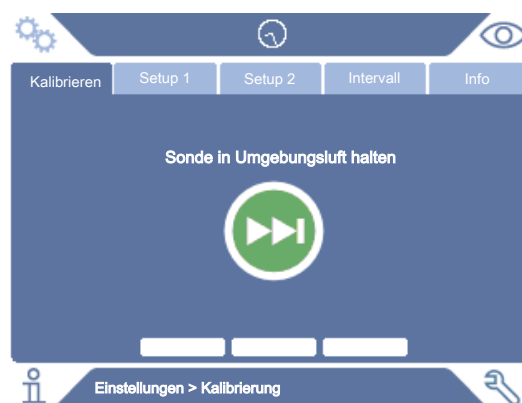 Kalibrieren Setup 1 Setup 2 Intervall Info
Sonde in Umgebungsluft halten
Einstellungen > Kalibrierung